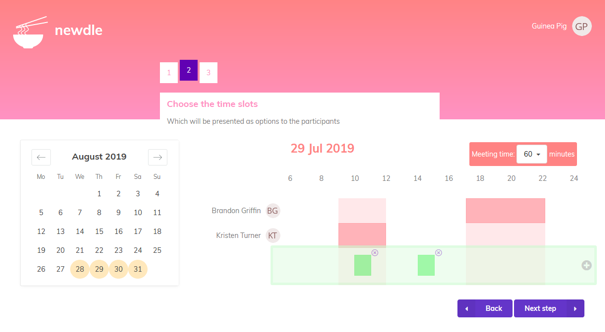 newdle
Guinea Pig GP
1 2 3
Choose the time slots
Which will be presented as options to the participants
August 2019
Mo Tu We Th Fr Sa Su
1 2 3 4
5 6 7 8 9 10 11
12 13 14 15 16 17 18
19 20 21 22 23 24 25
26 27 28 29 30 31
29 Jul 2019
Meeting time: 60 minutes
6 8 10 12 14 16 18 20 22 24
Brandon Griffin BG
Kristen Turner KT
Back Next step